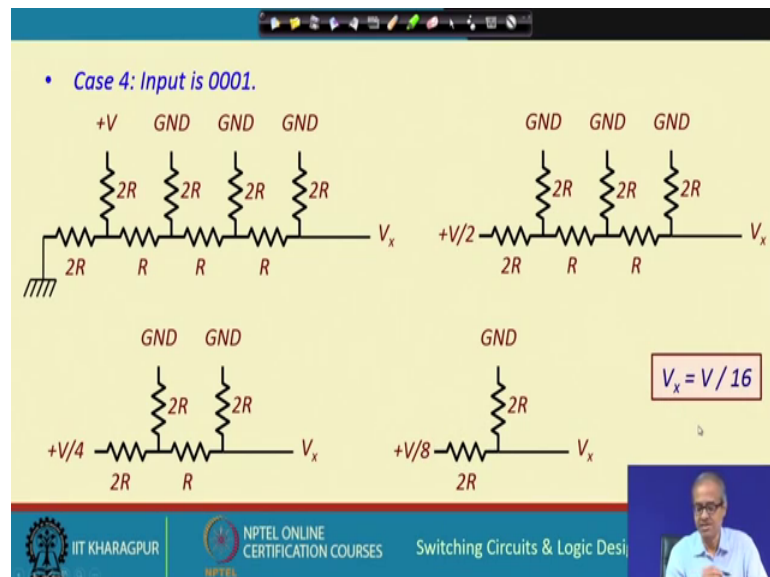 • Case 4: Input is 0001.
+V GND GND GND
2R 2R 2R 2R
Vx
2R R R R
GND GND GND
2R 2R 2R
+V/2 Vx
2R R R
GND GND
2R 2R
+V/4 Vx
2R R
GND
2R
+V/8 Vx
2R
Vx = V / 16
IIT KHARAGPUR
NPTEL
NPTEL ONLINE
CERTIFICATION COURSES
Switching Circuits & Logic Desi